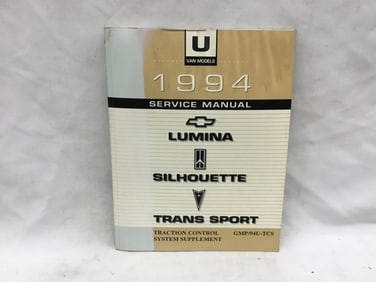 U
VAN MODELS
1994
SERVICE MANUAL
LUMINA
SILHOUETTE
TRANS SPORT
TRACTION CONTROL GMP/94U-TCS
SYSTEM SUPPLEMENT